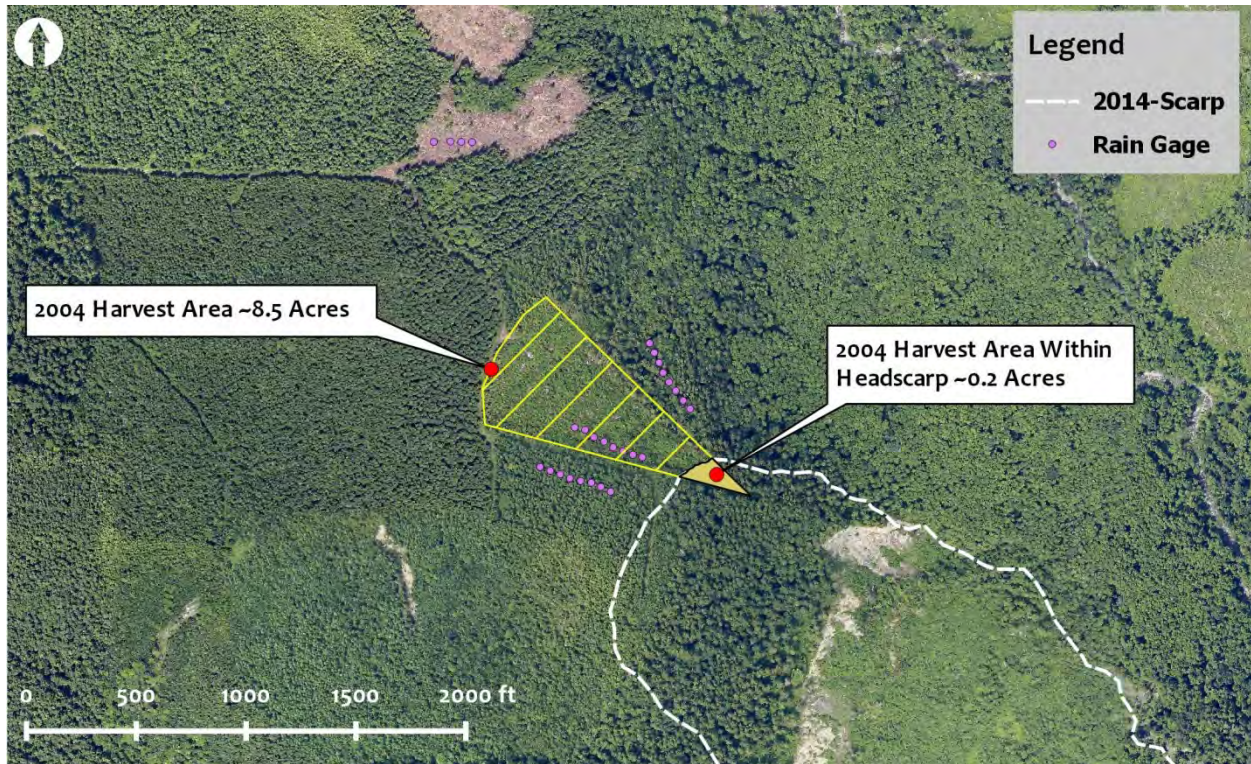 Legend
2014-Scarp
Rain Gage
2004 Harvest Area ~8.5 Acres
2004 Harvest Area Within
Headscarp ~0.2 Acres
0 500 1000 1500 2000 ft